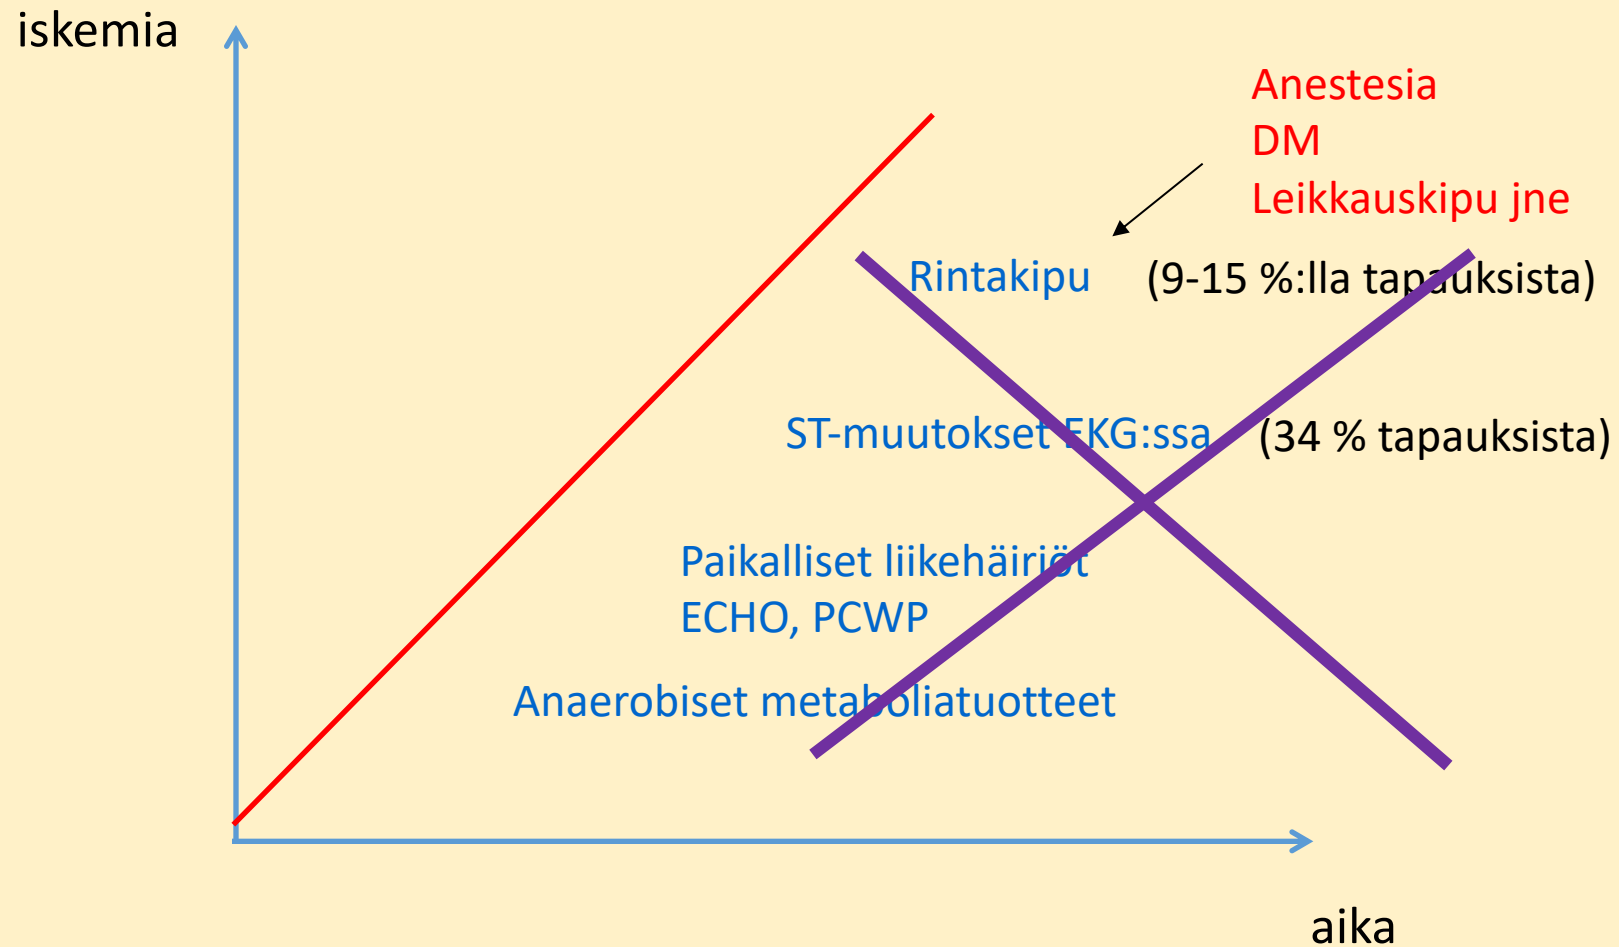 iskemia
Anestesia
DM
Leikkauskipu jne
Rintakipu (9-15 %:lla tapauksista)
ST-muutokset EKG:ssa (34 % tapauksista)
Paikalliset liikehäiriöt
ECHO, PCWP
Anaerobiset metaboliatuotteet
aika